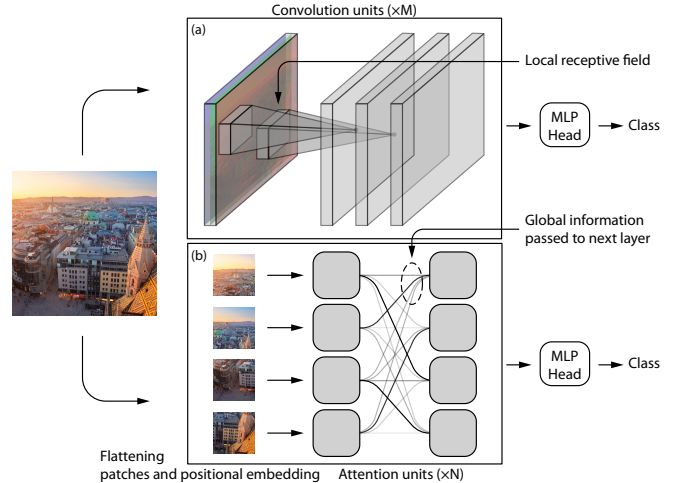 Convolution units (×M)
(a)
Local receptive field
MLP
Head
Class
Global information
passed to next layer
(b)
MLP
Head
Class
Flattening
patches and positional embedding
Attention units (×N)